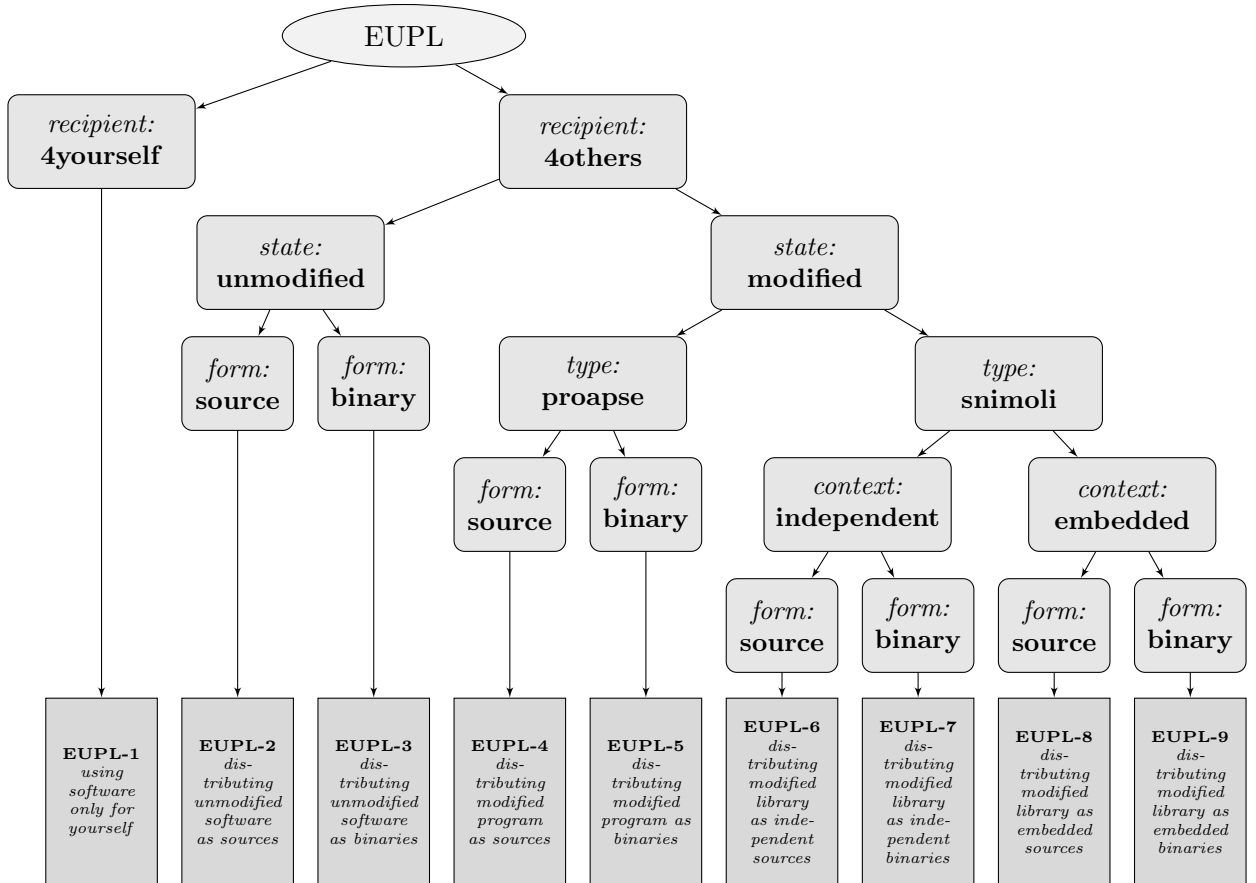 EUPL
recipient:
4yourself
recipient:
4others
state:
unmodified
state:
modified
form:
source
form:
binary
type:
proapse
type:
snimoli
form:
source
form:
binary
context:
independent
context:
embedded
form:
source
form:
binary
form:
source
form:
binary
EUPL-1
using
software
only for
yourself
EUPL-2
dis-
tributing
unmodified
software
as sources
EUPL-3
dis-
tributing
unmodified
software
as binaries
EUPL-4
dis-
tributing
modified
program
as sources
EUPL-5
dis-
tributing
modified
program as
binaries
EUPL-6
dis-
tributing
modified
library
as inde-
pendent
sources
EUPL-7
dis-
tributing
modified
library
as inde-
pendent
binaries
EUPL-8
dis-
tributing
modified
library as
embedded
sources
EUPL-9
dis-
tributing
modified
library as
embedded
binaries